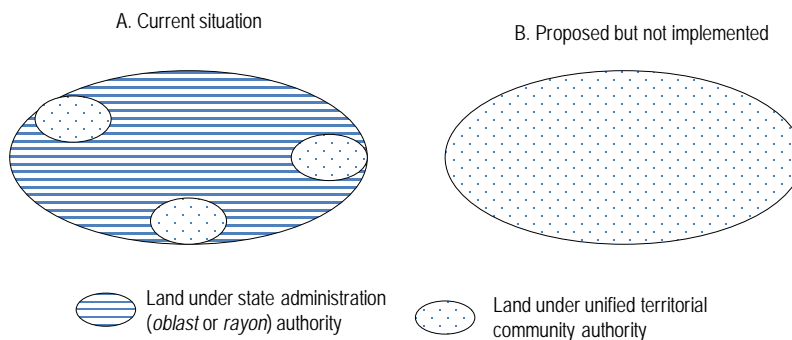 A. Current situation
B. Proposed but not implemented
Land under state administration
(oblast or rayon) authority
Land under unified territorial
community authority